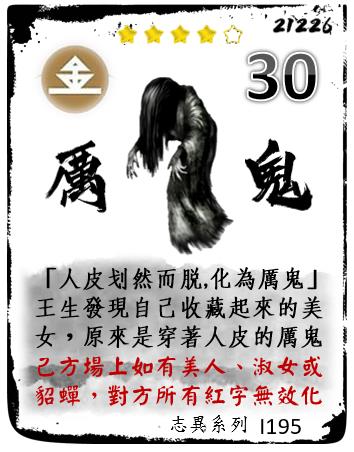 21226
金
30
厲鬼
「人皮划然而脱,化為厲鬼」
王生發現自己收藏起來的美
女，原來是穿著人皮的厲鬼
己方場上如有美人、淑女或
貂蟬，對方所有紅字無效化
志異系列 I195